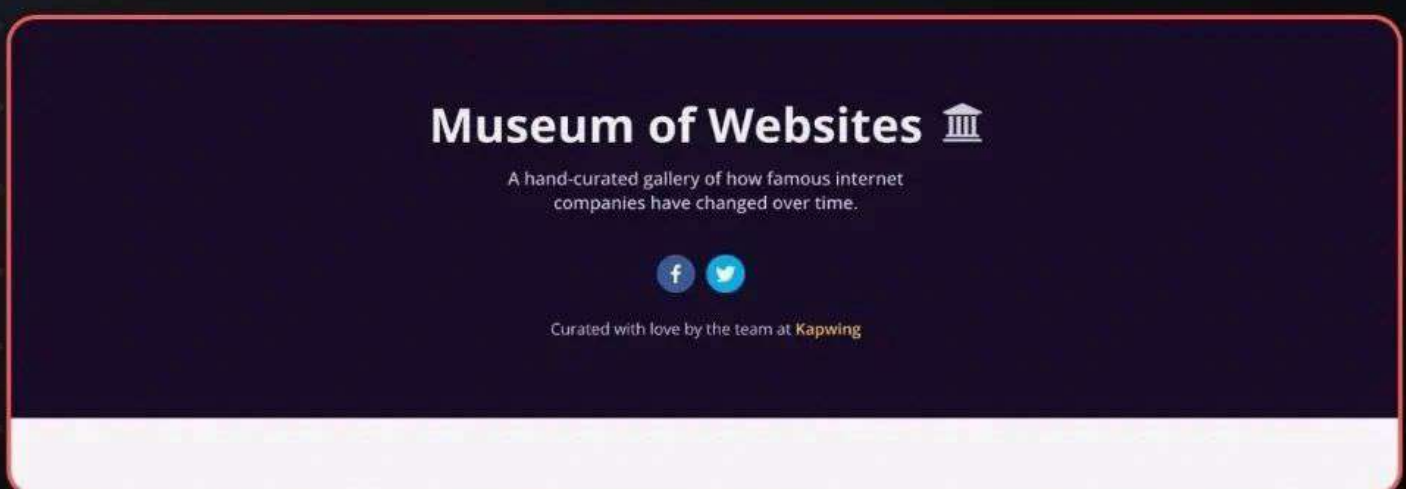 Museum of Websites
A hand-curated gallery of how famous internet
companies have changed over time.
Curated with love by the team at Kapwing